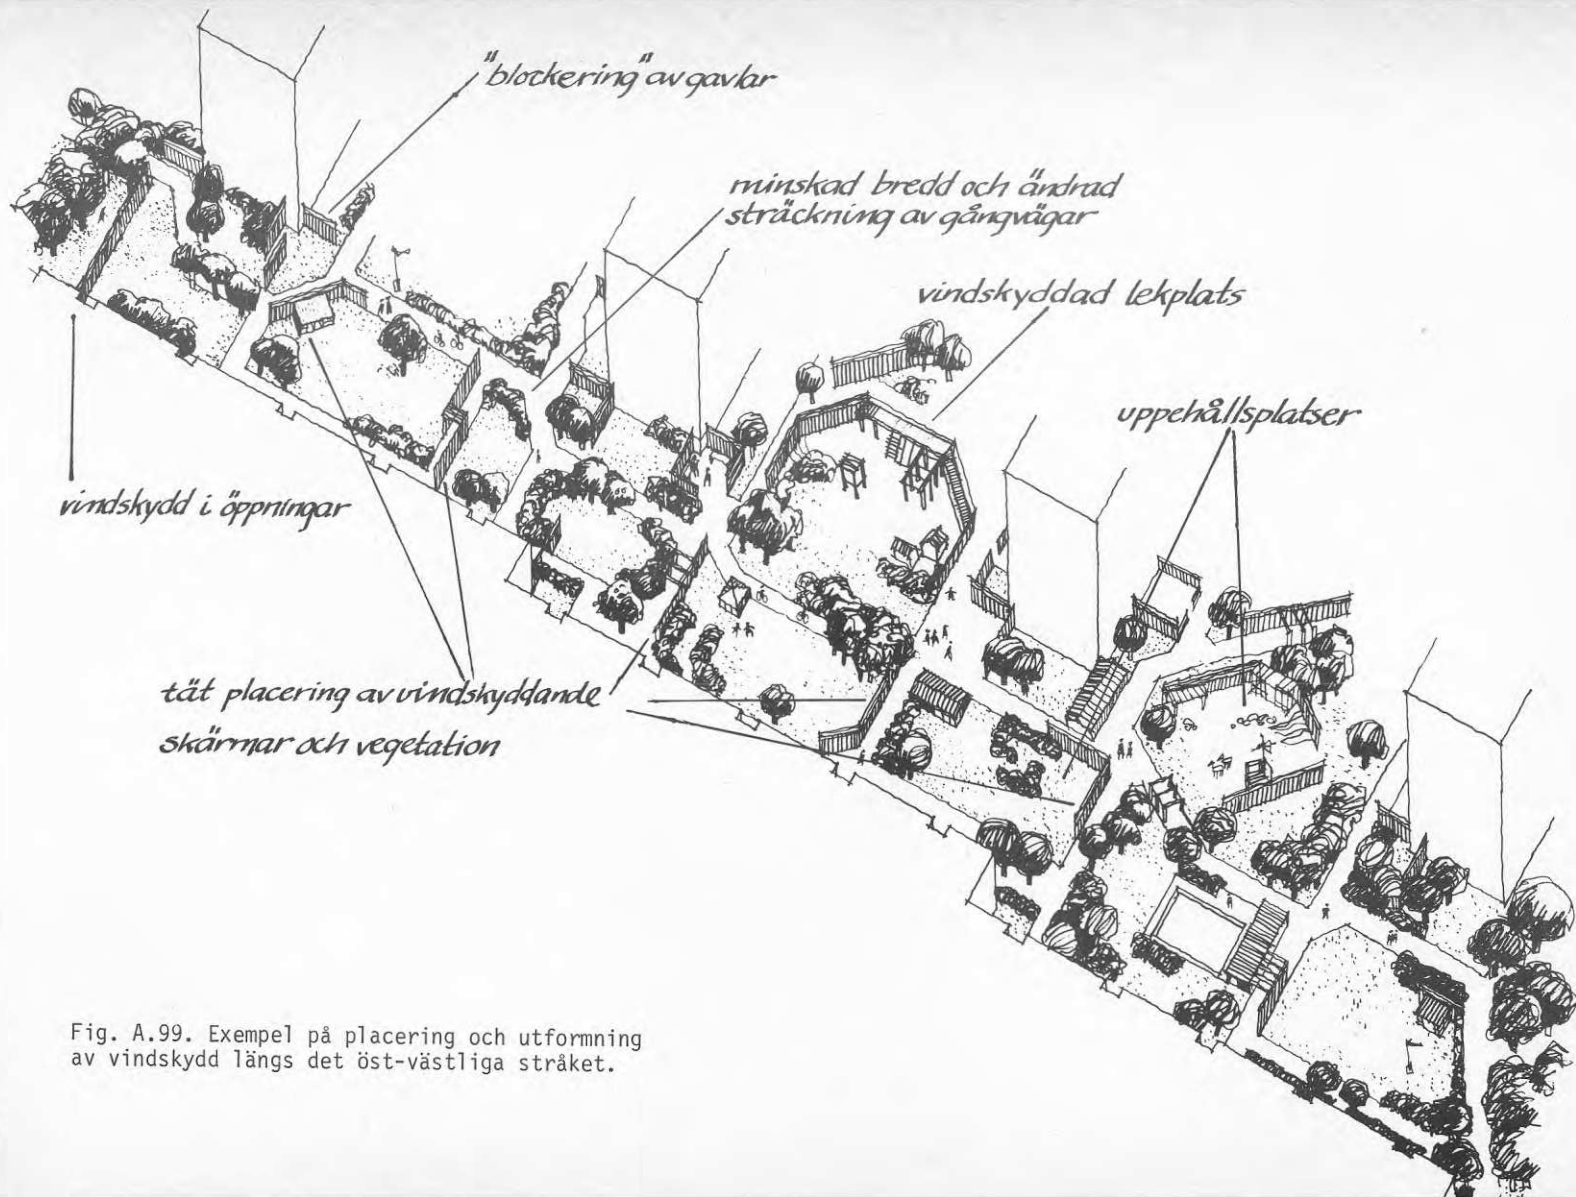 "blockering" av gavlar
minskad bredd och ändrad
sträckning av gångvägar
vindskyddad lekplats
uppehållsplatser
vindskydd i öppningar
tät placering av vindskyddande
skärmar och vegetation
Fig. A.99. Exempel på placering och utformning
av vindskydd längs det öst-västliga stråket.